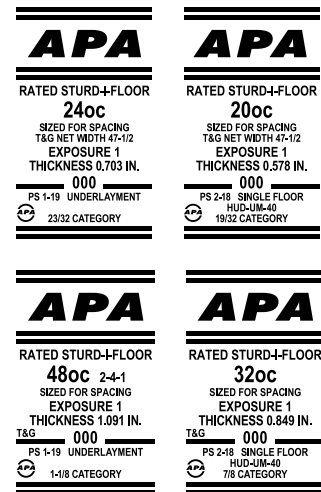 APA
RATED STURD-I-FLOOR
24oc
SIZED FOR SPACING
T&G NET WIDTH 47-1/2
EXPOSURE 1
THICKNESS 0.703 IN.
000
PS 1-19 UNDERLAYMENT
APA
23/32 CATEGORY
APA
RATED STURD-I-FLOOR
20oc
SIZED FOR SPACING
T&G NET WIDTH 47-1/2
EXPOSURE 1
THICKNESS 0.578 IN.
000
PS 2-18 SINGLE FLOOR
HUD-UM-40
APA
19/32 CATEGORY
APA
RATED STURD-I-FLOOR
48oc 2-4-1
SIZED FOR SPACING
EXPOSURE 1
THICKNESS 1.091 IN.
T&G 000
PS 1-19 UNDERLAYMENT
APA
1-1/8 CATEGORY
APA
RATED STURD-I-FLOOR
32oc
SIZED FOR SPACING
EXPOSURE 1
THICKNESS 0.849 IN.
T&G 000
PS 2-18 SINGLE FLOOR
HUD-UM-40
APA
7/8 CATEGORY